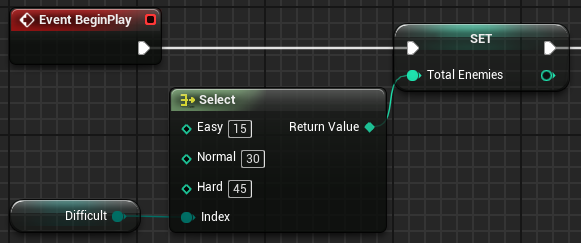 Event BeginPlay
SET
Total Enemies
Select
Easy 15
Return Value
Normal 30
Hard 45
Difficult
Index